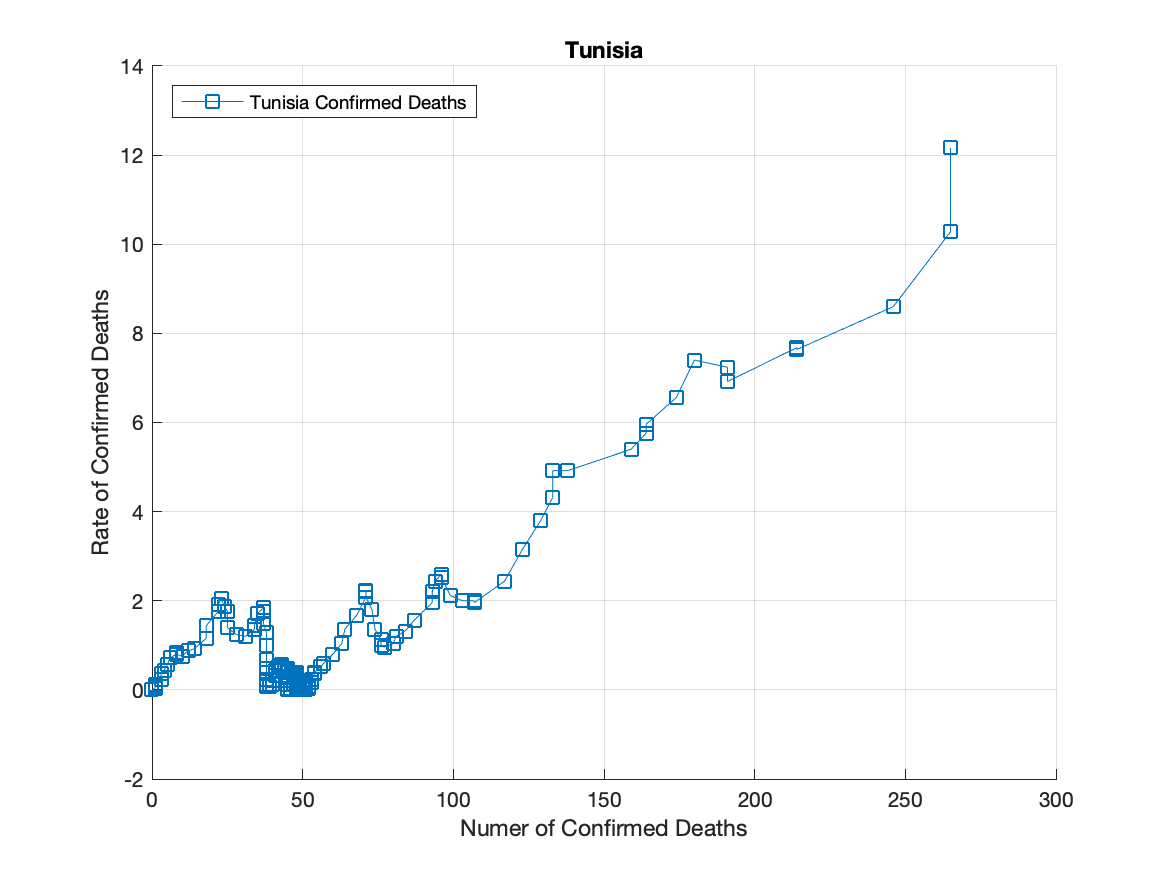 Tunisia
14
Tunisia Confirmed Deaths
12
10
8
6
4
2
0
-2
Rate of Confirmed Deaths
0 50 100 150 200 250 300
Numer of Confirmed Deaths